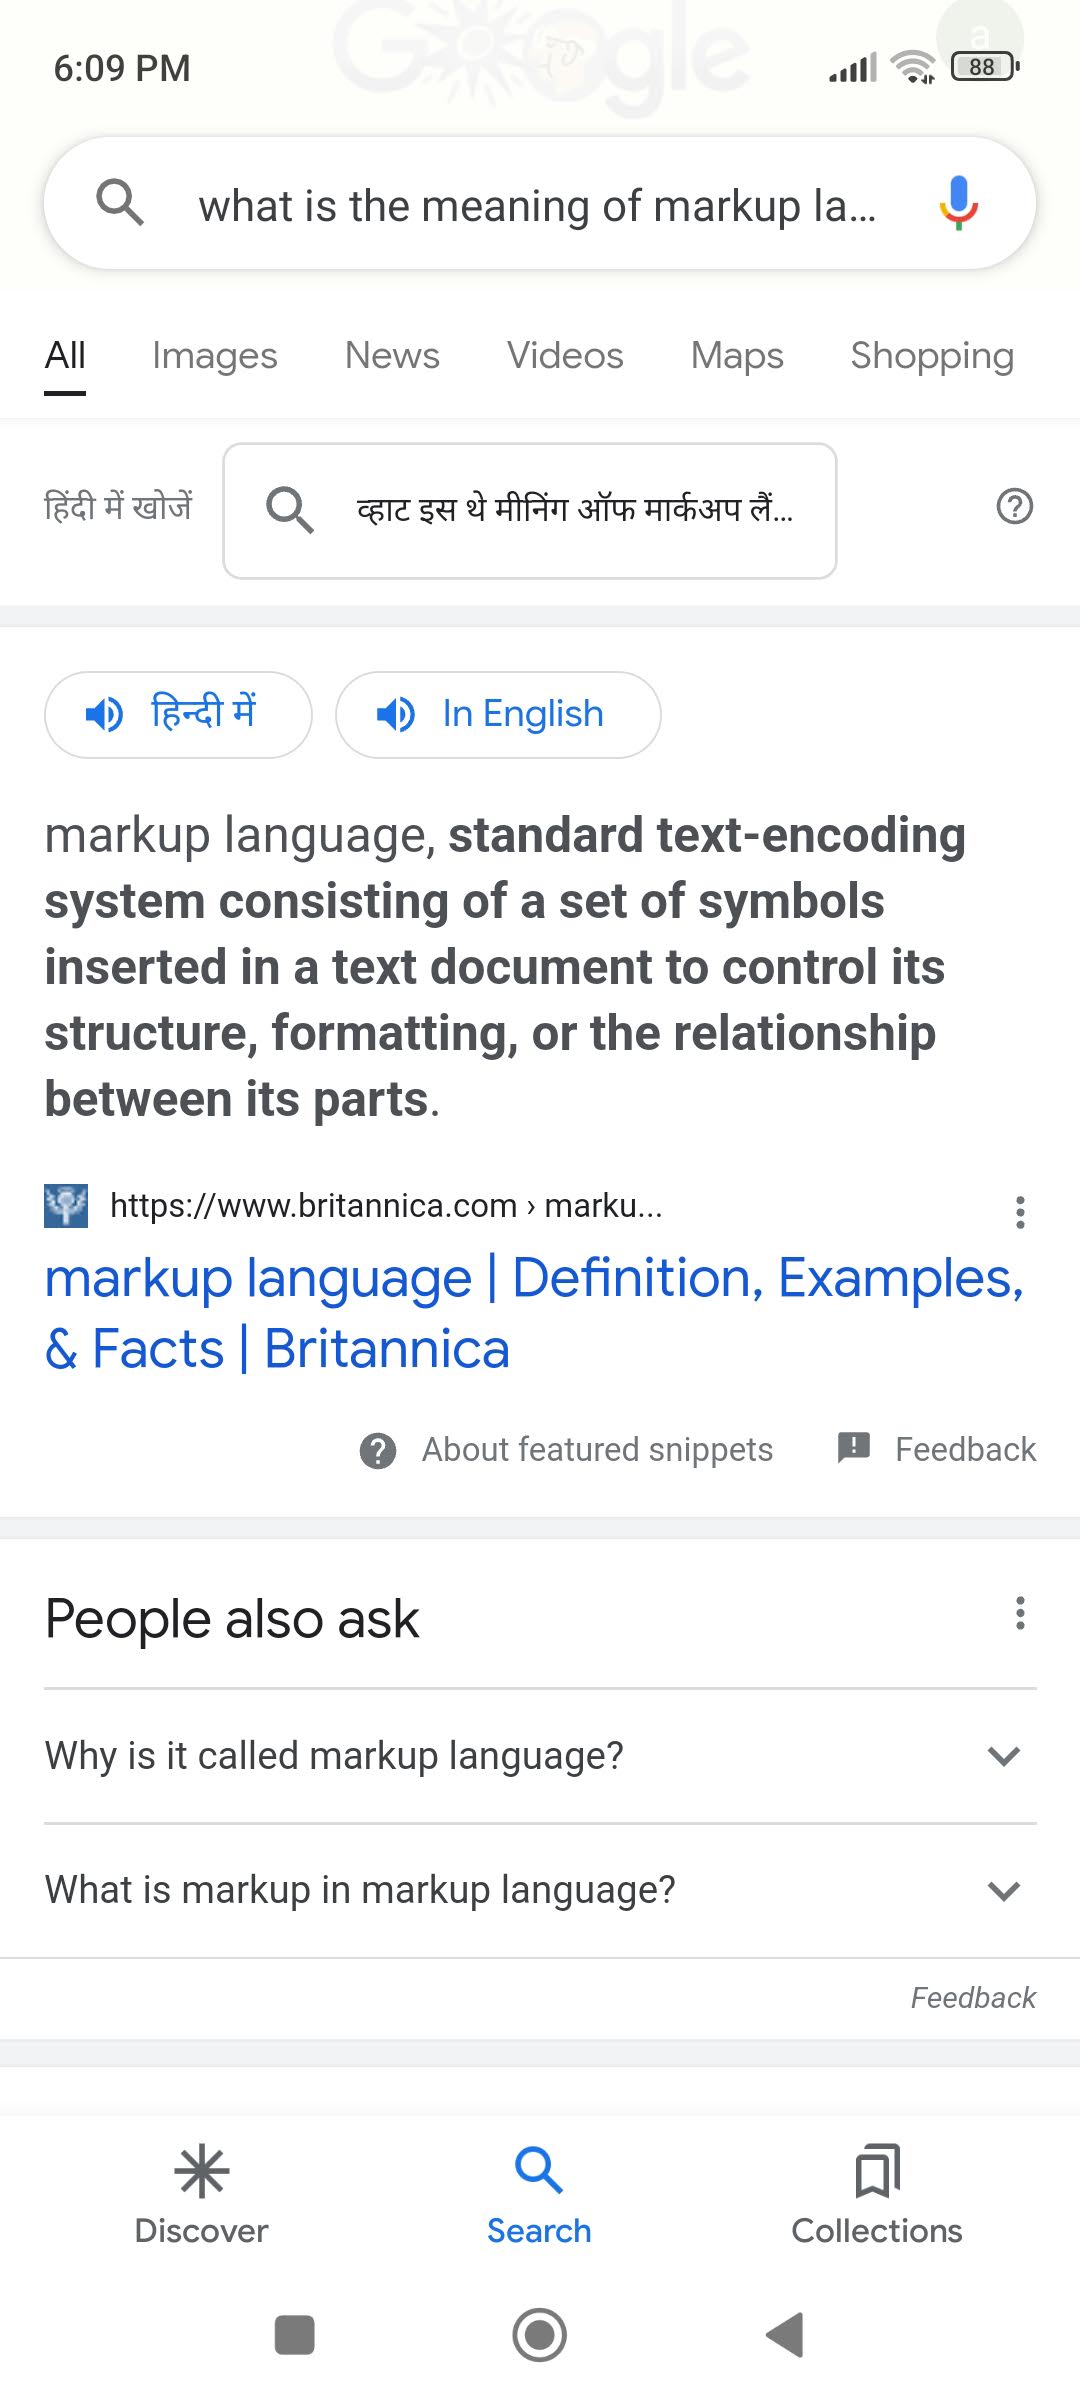 Google
a
6:09 PM
88
what is the meaning of markup la...
All Images News Videos Maps Shopping
हिंदी में खोजें
व्हाट इस थे मीनिंग ऑफ मार्कअप लैं...
हिन्दी में
In English
markup language, standard text-encoding
system consisting of a set of symbols
inserted in a text document to control its
structure, formatting, or the relationship
between its parts.
https://www.britannica.com › marku...
markup language | Definition, Examples,
& Facts | Britannica
About featured snippets
Feedback
People also ask
Why is it called markup language?
What is markup in markup language?
Feedback
Discover Search Collections